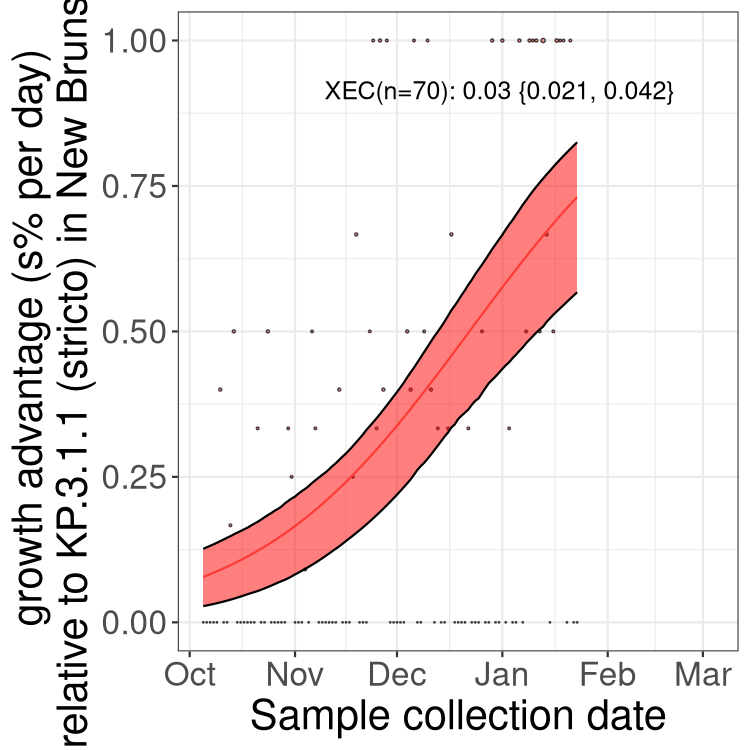 growth advantage (s% per day)
relative to KP.3.1.1 (stricto) in New Bruns
1.00
0.75
0.50
0.25
0.00
XEC(n=70): 0.03 {0.021, 0.042}
Oct Nov Dec Jan Feb Mar
Sample collection date